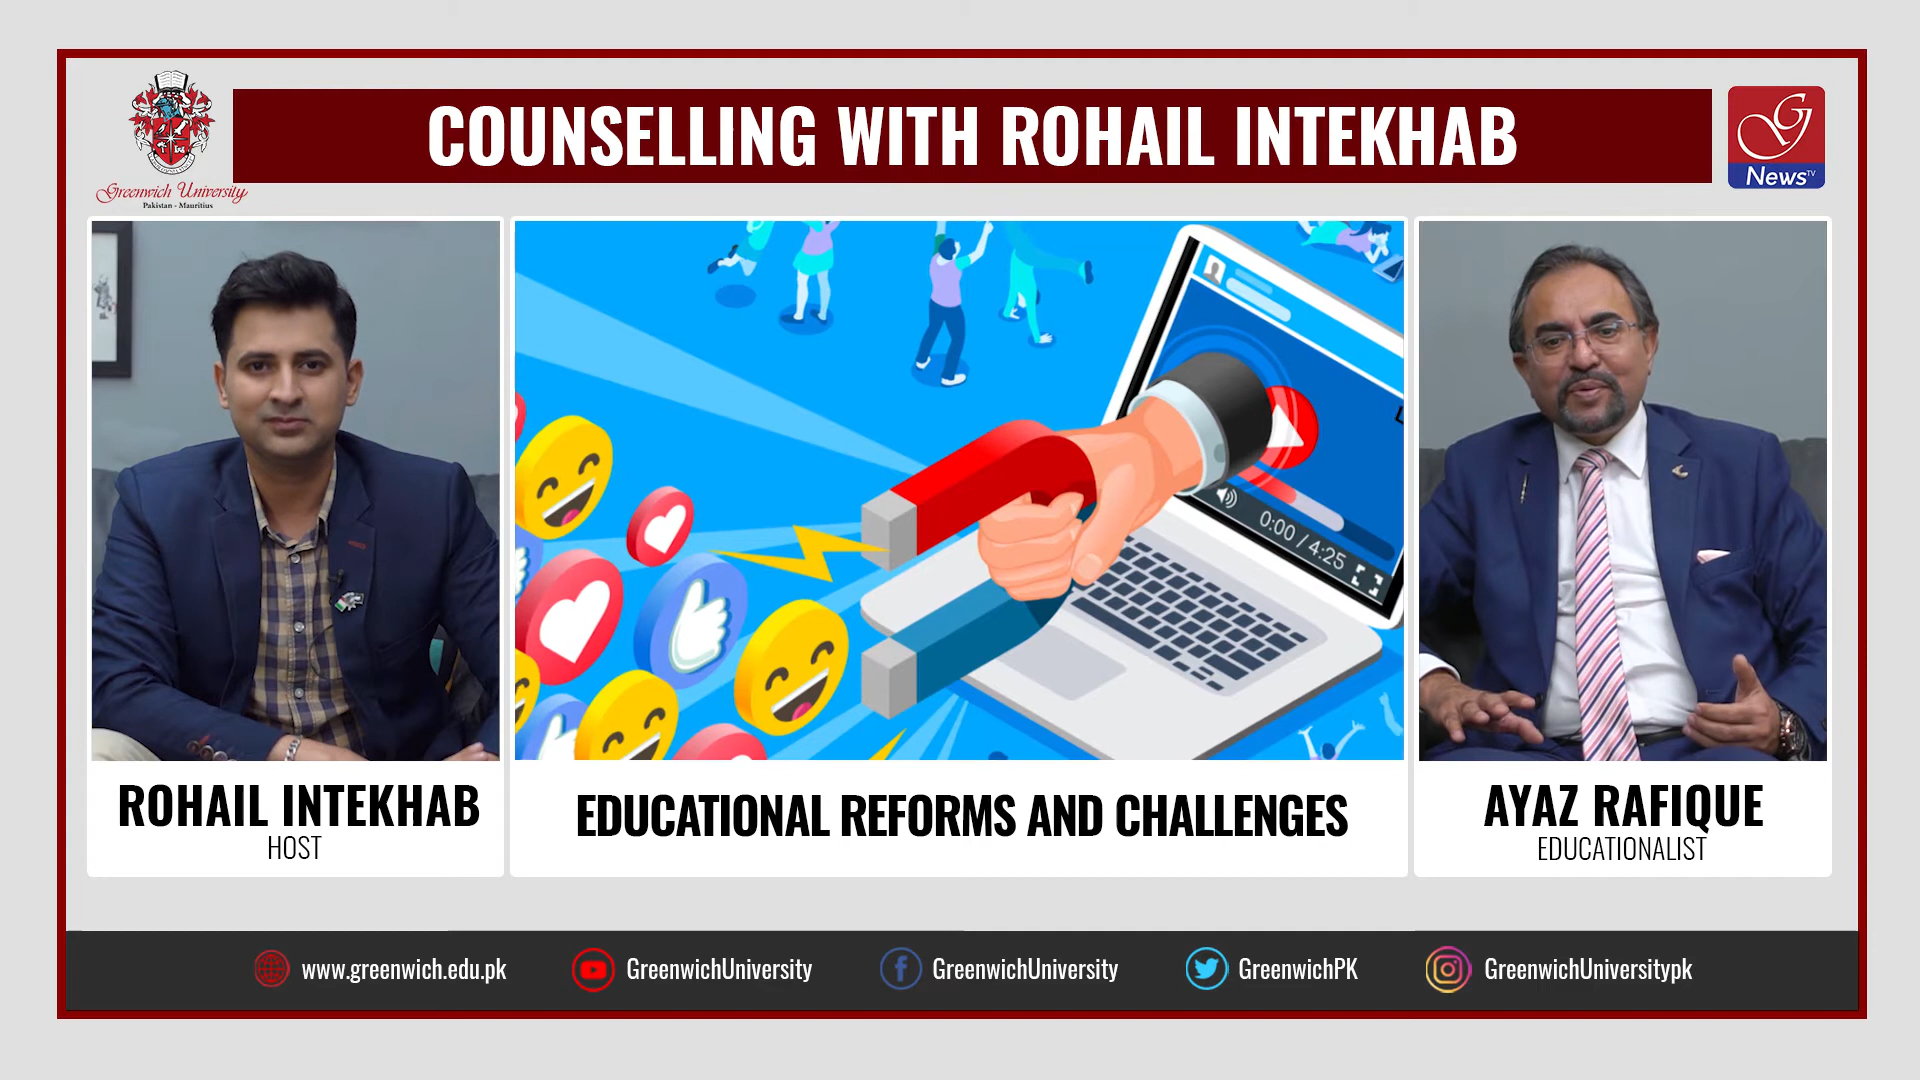 COUNSELLING WITH ROHAIL INTEKHAB
Greenwich University
Pakistan - Mauritius
G
News TV
0:00 / 4:25
ROHAIL INTEKHAB
HOST
EDUCATIONAL REFORMS AND CHALLENGES
AYAZ RAFIQUE
EDUCATIONALIST
www.greenwich.edu.pk
GreenwichUniversity
GreenwichUniversity
GreenwichPK
GreenwichUniversitypk